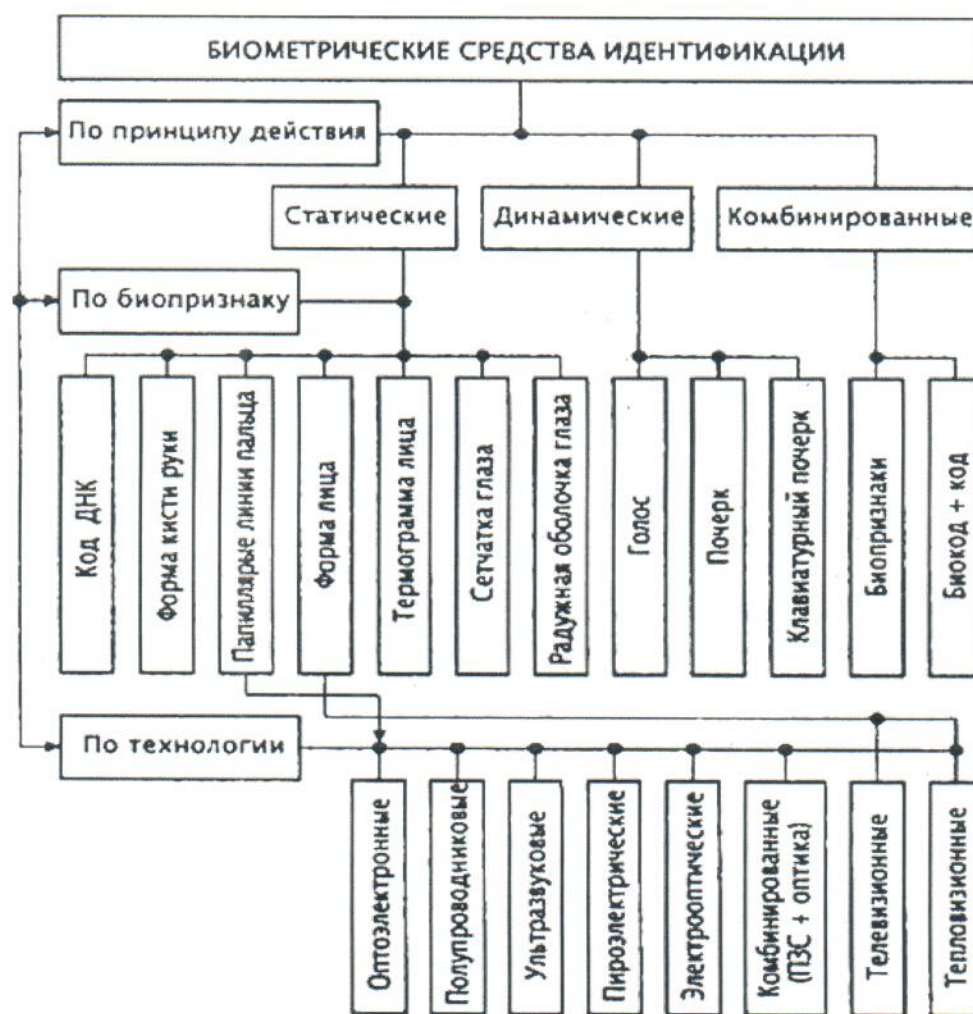 БИОМЕТРИЧЕСКИЕ СРЕДСТВА ИДЕНТИФИКАЦИИ
По принципу действия
Статические
Динамические
Комбинированные
По биопризнаку
Код ДНК
Форма кисти руки
Папиллярые линии пальца
Форма лица
Термограмма лица
Сетчатка глаза
Радужная оболочка глаза
Голос
Почерк
Клавиатурный почерк
Биопризнаки
Биокод + код
По технологии
Оптоэлектронные
Полупроводниковые
Ультразвуковые
Пироэлектрические
Электрооптические
Комбинированные
(ПЗС + оптика)
Телевизионные
Тепловизионные